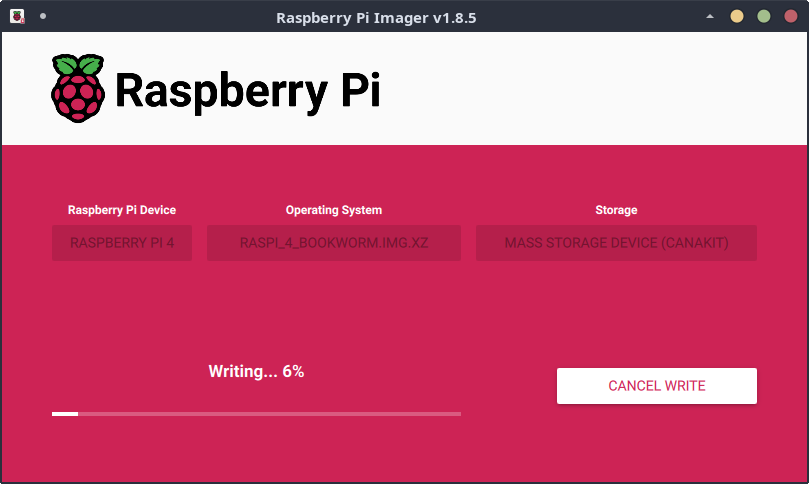 Raspberry Pi Imager v1.8.5
Raspberry Pi
Raspberry Pi Device
Operating System
Storage
RASPBERRY PI 4
RASPI_4_BOOKWORM.IMG.XZ
MASS STORAGE DEVICE (CANAKIT)
Writing... 6%
CANCEL WRITE